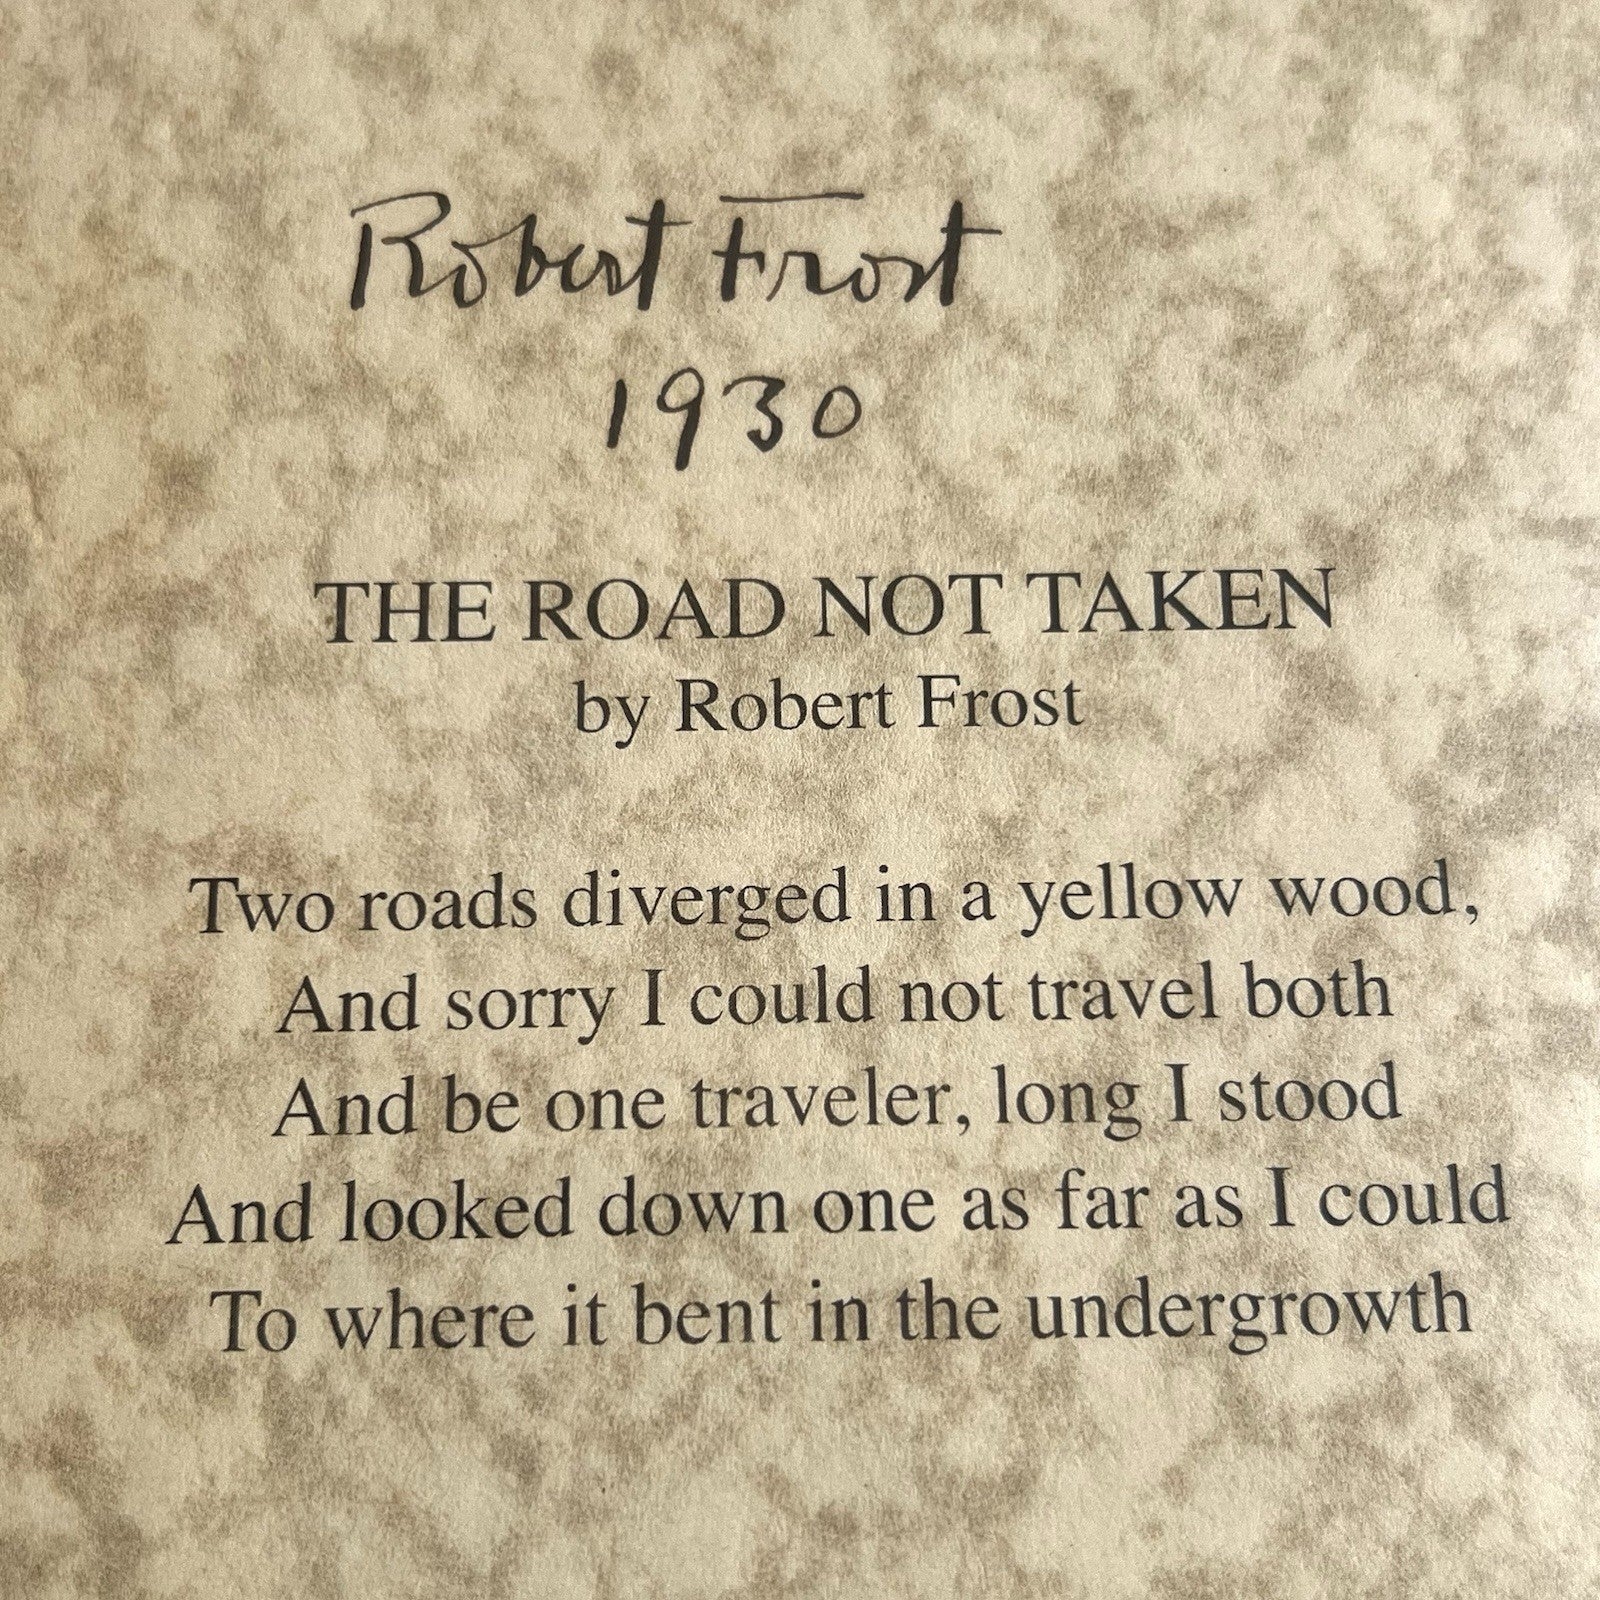 Robert Frost
1930
THE ROAD NOT TAKEN
by Robert Frost
Two roads diverged in a yellow wood,
And sorry I could not travel both
And be one traveler, long I stood
And looked down one as far as I could
To where it bent in the undergrowth